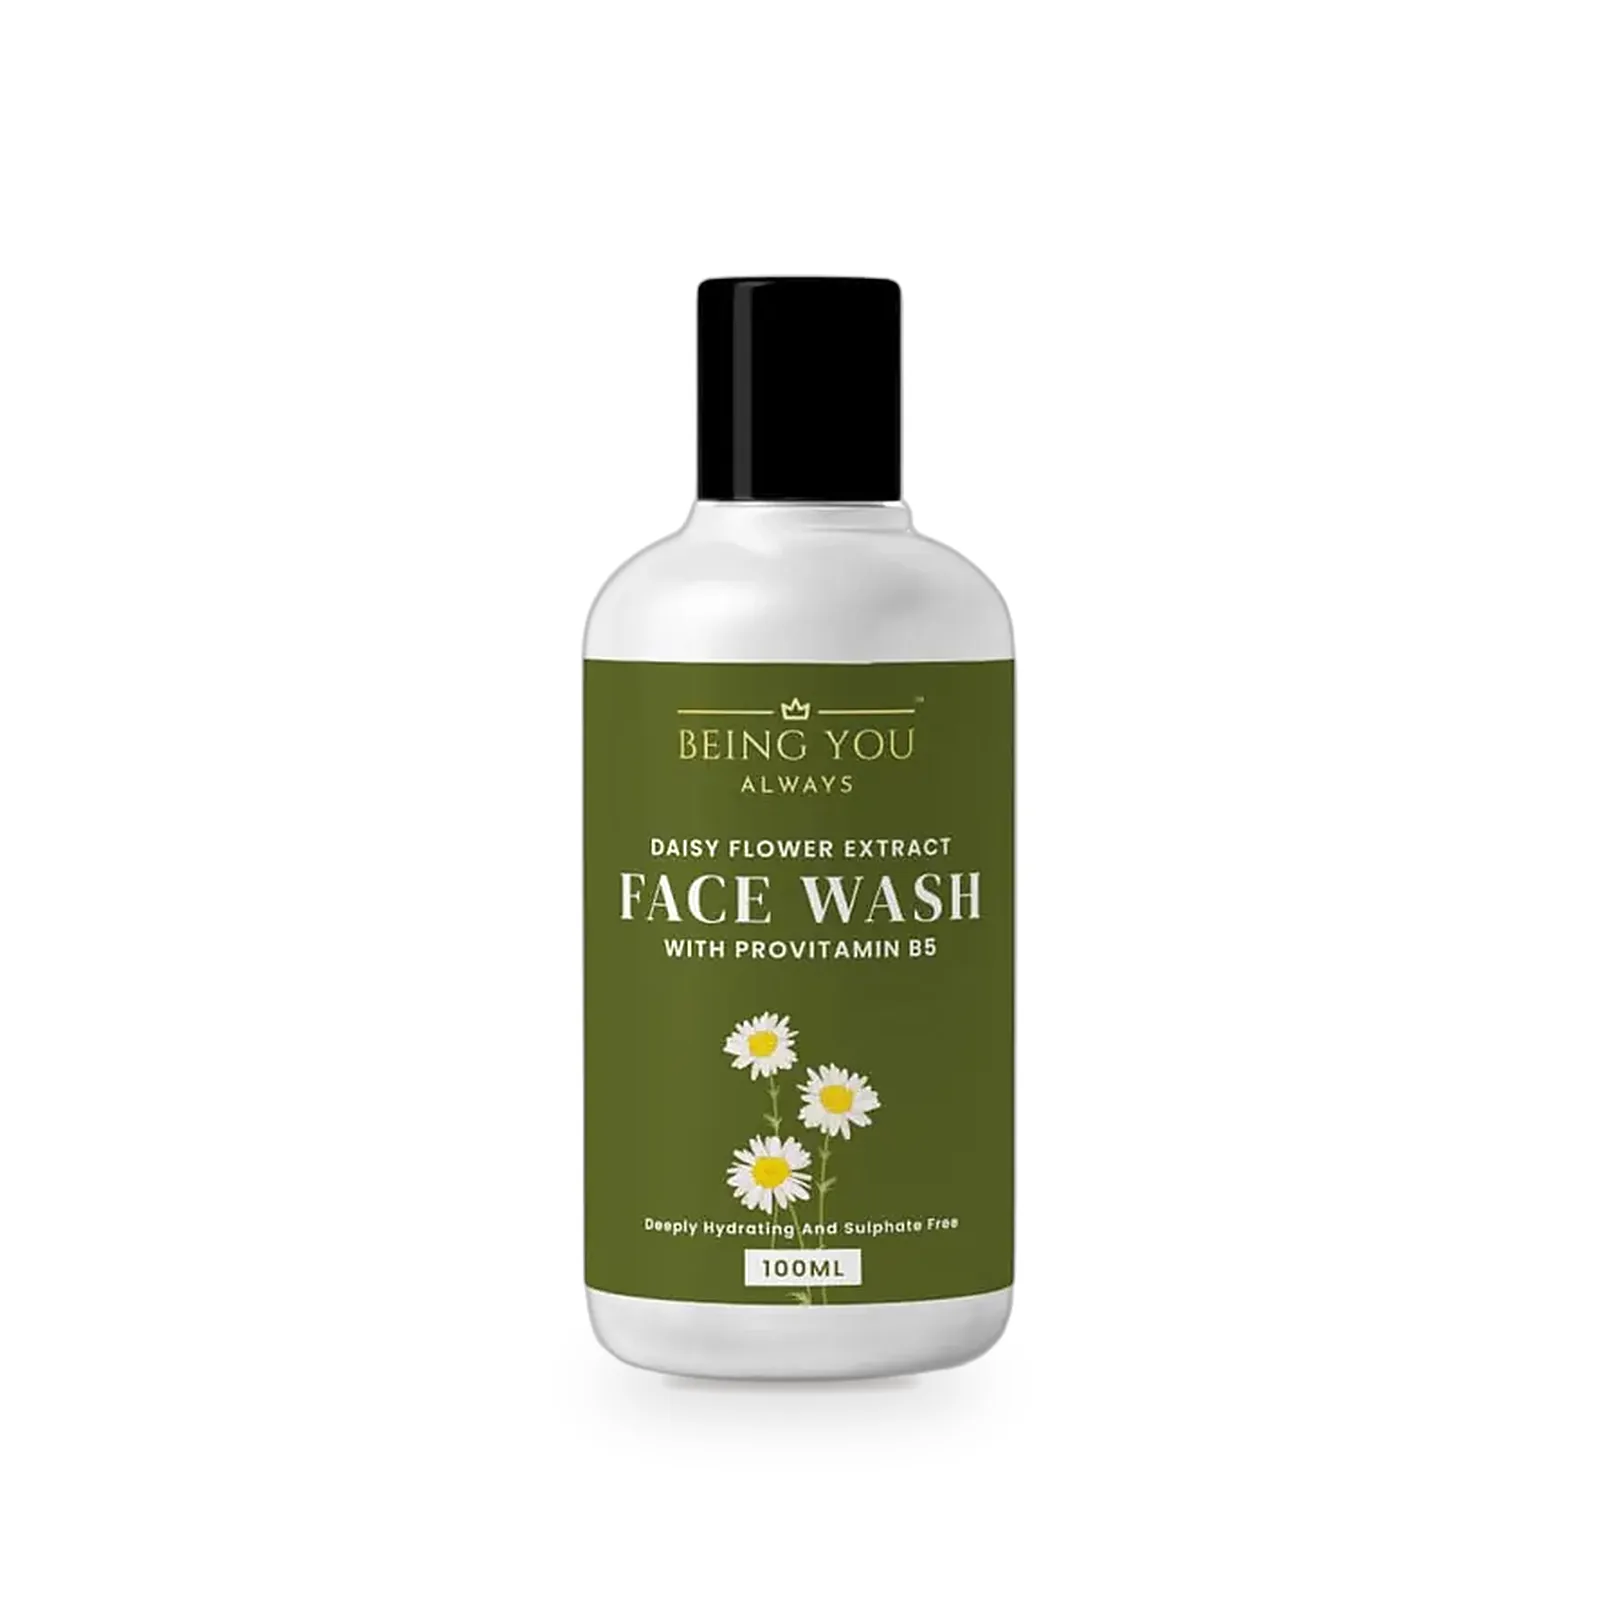 BEING YOU
ALWAYS
DAISY FLOWER EXTRACT
FACE WASH
WITH PROVITAMIN B5
Deeply Hydrating And Sulphate Free
100ML